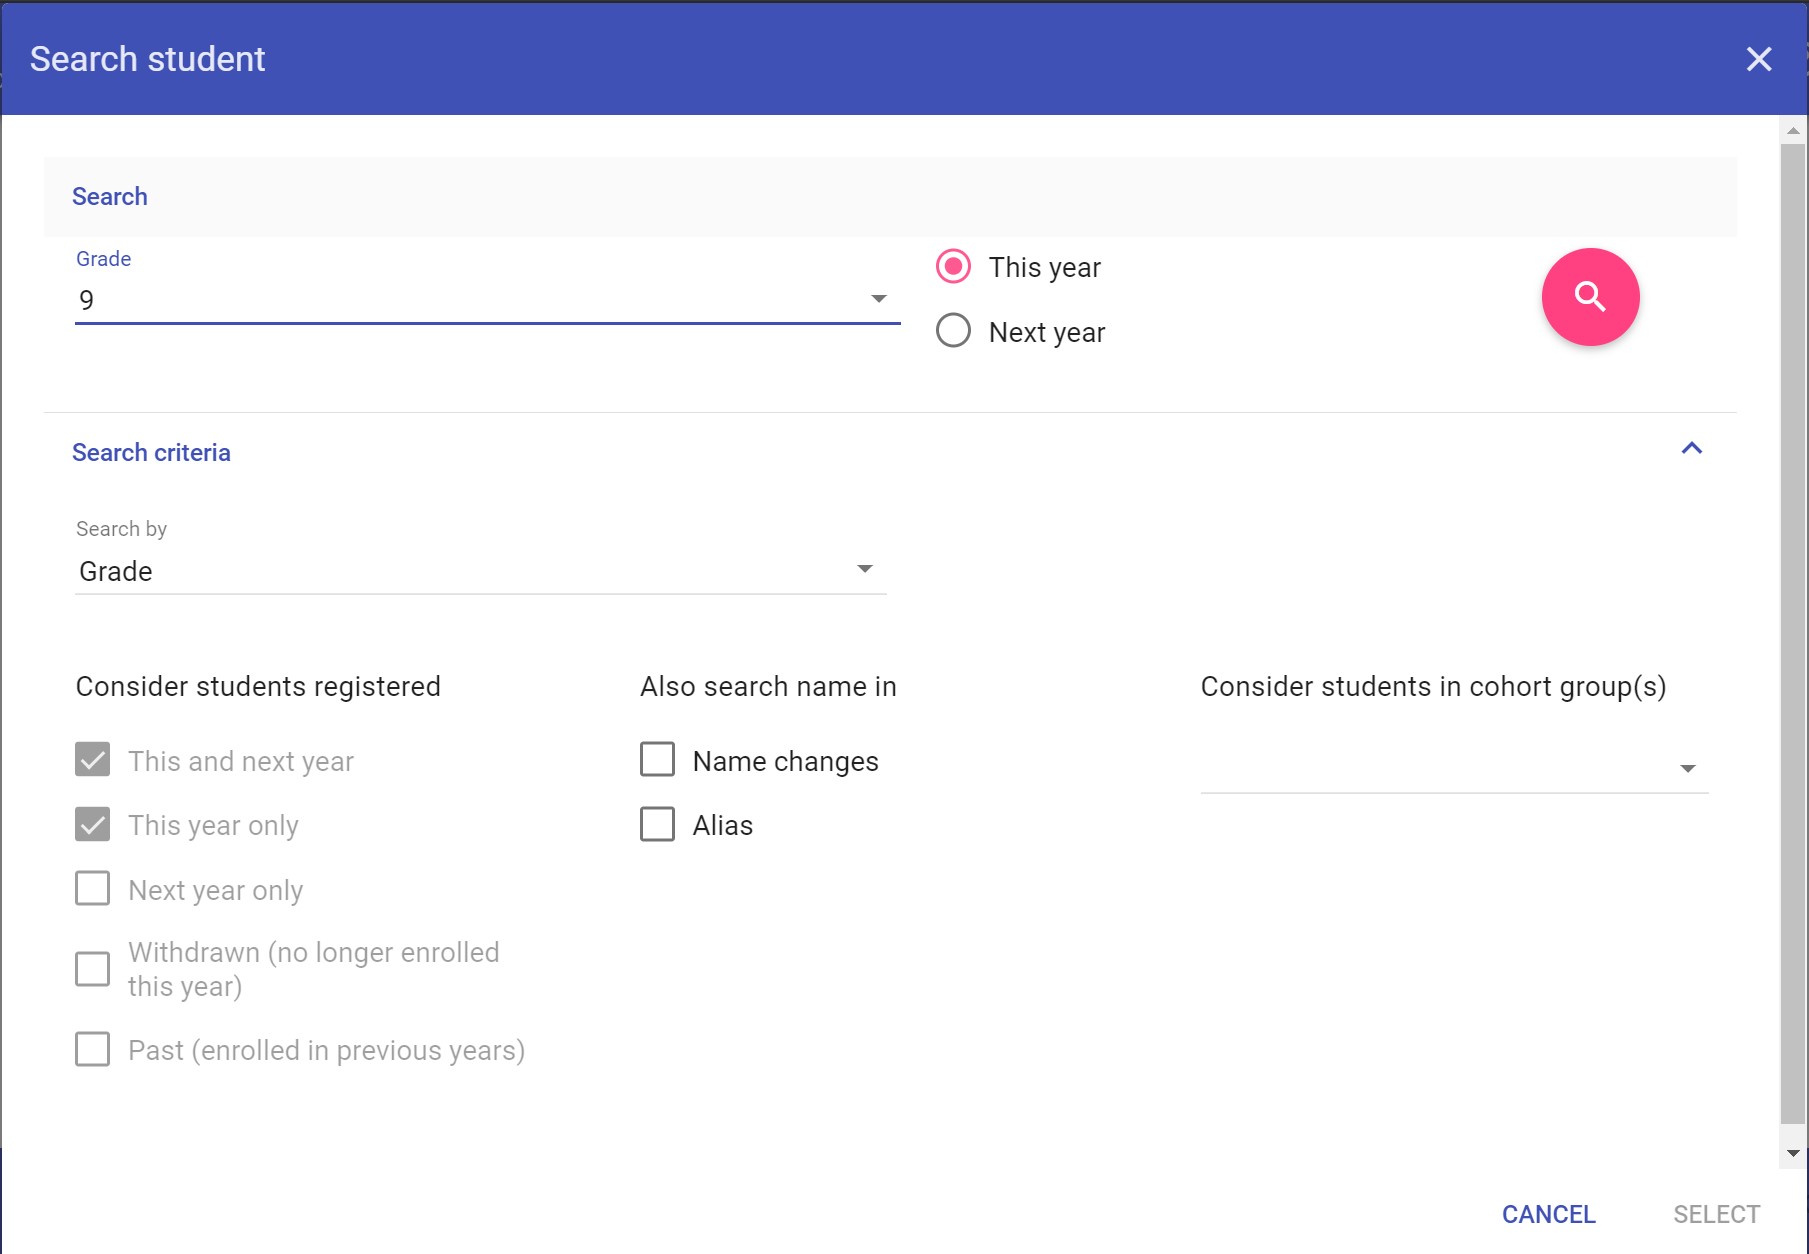 Search student
Search
Grade
9
This year
Next year
Search criteria
Search by
Grade
Consider students registered
Also search name in
Consider students in cohort group(s)
This and next year
Name changes
This year only
Alias
Next year only
Withdrawn (no longer enrolled
this year)
Past (enrolled in previous years)
CANCEL
SELECT